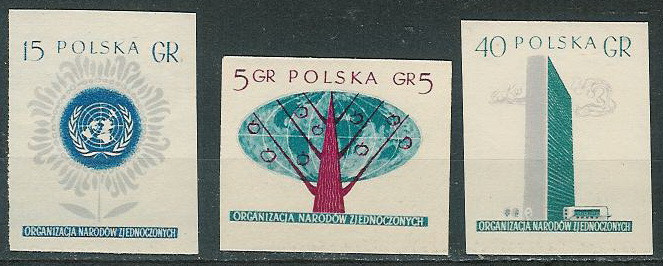 15 POLSKA GR
ORGANIZACJA NARODÓW ZJEDNOCZONYCH
5 GR POLSKA GR 5
ORGANIZACJA NARODÓW ZJEDNOCZONYCH
40 POLSKA GR
ORGANIZACJA NARODÓW ZJEDNOCZONYCH